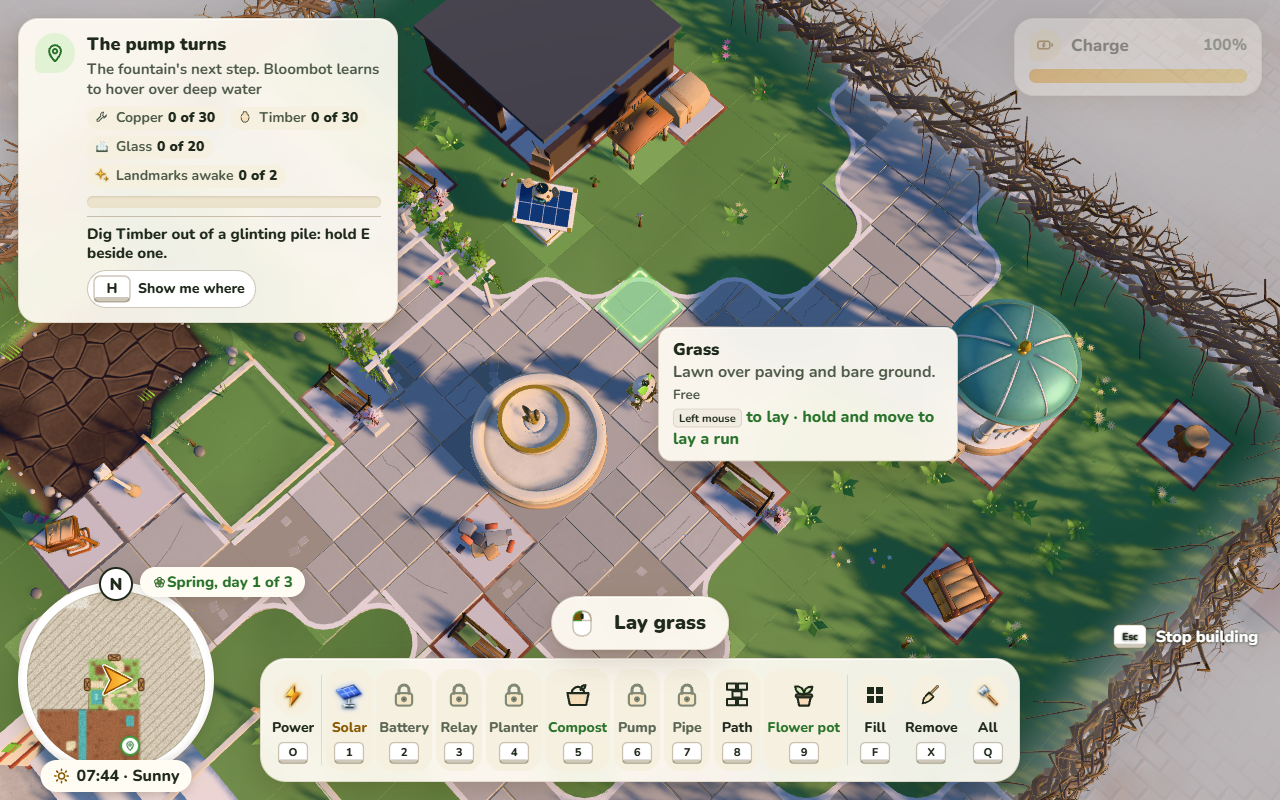 The pump turns
The fountain's next step. Bloombot learns
to hover over deep water
Copper 0 of 30 Timber 0 of 30
Glass 0 of 20
Landmarks awake 0 of 2
Dig Timber out of a glinting pile: hold E
beside one.
H Show me where
Charge 100%
Grass
Lawn over paving and bare ground.
Free
Left mouse to lay · hold and move to
lay a run
N
Spring, day 1 of 3
Lay grass
Esc Stop building
Power Solar Battery Relay Planter Compost Pump Pipe Path Flower pot Fill Remove All
O 1 2 3 4 5 6 7 8 9 F X Q
07:44 · Sunny